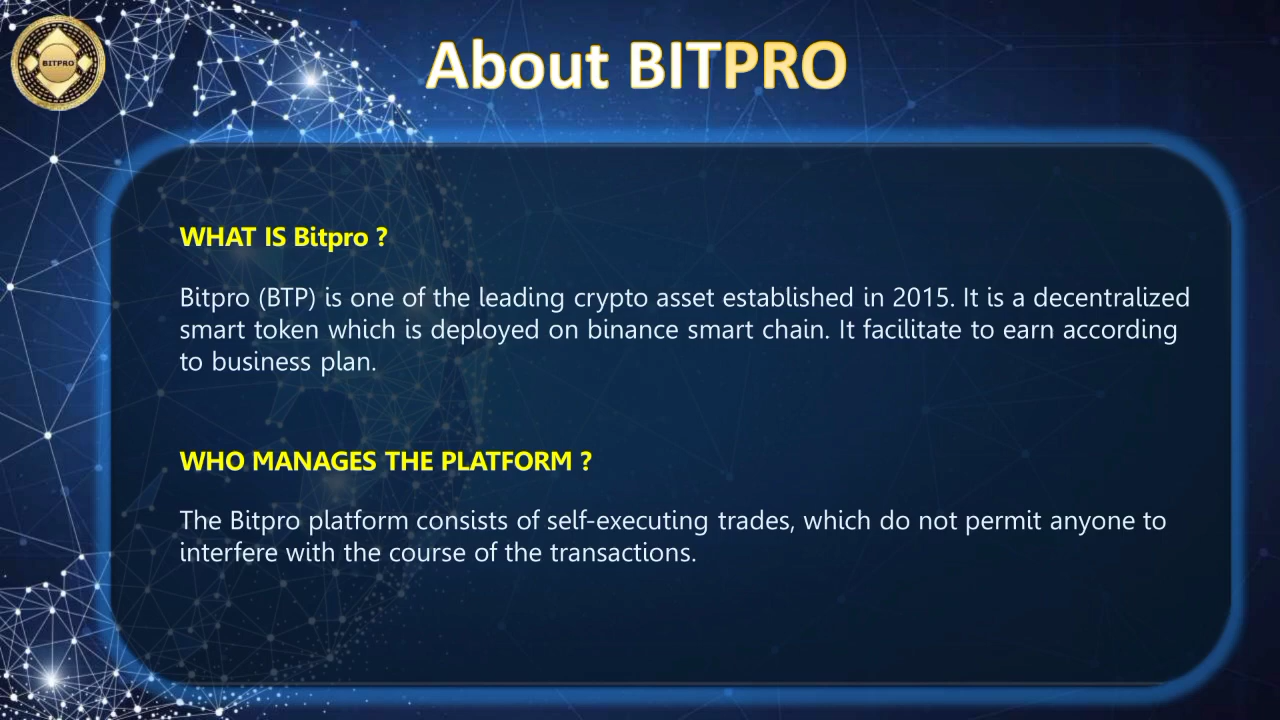 BITPRO
About BITPRO
WHAT IS Bitpro ?
Bitpro (BTP) is one of the leading crypto asset established in 2015. It is a decentralized
smart token which is deployed on binance smart chain. It facilitate to earn according
to business plan.
WHO MANAGES THE PLATFORM ?
The Bitpro platform consists of self-executing trades, which do not permit anyone to
interfere with the course of the transactions.